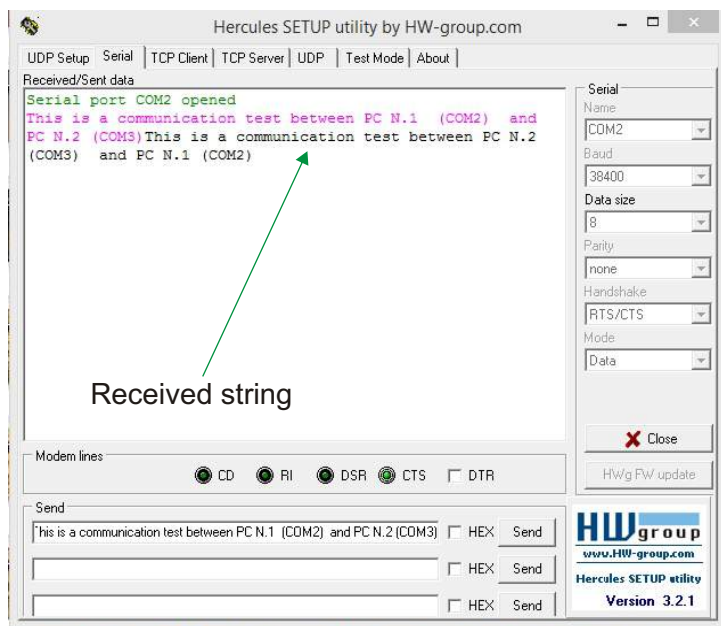 Hercules SETUP utility by HW-group.com
UDP Setup Serial TCP Client TCP Server UDP Test Mode About
Received/Sent data
Serial port COM2 opened
This is a communication test between PC N.1 (COM2) and
PC N.2 (COM3)This is a communication test between PC N.2
(COM3) and PC N.1 (COM2)
Received string
Serial
Name
COM2
Baud
38400
Data size
8
Parity
none
Handshake
RTS/CTS
Mode
Data
Close
HWg FW update
Modem lines
CD RI DSR CTS DTR
Send
his is a communication test between PC N.1 (COM2) and PC N.2 (COM3) HEX Send
HEX Send
HEX Send
HWgroup
www.HW-group.com
Hercules SETUP utility
Version 3.2.1